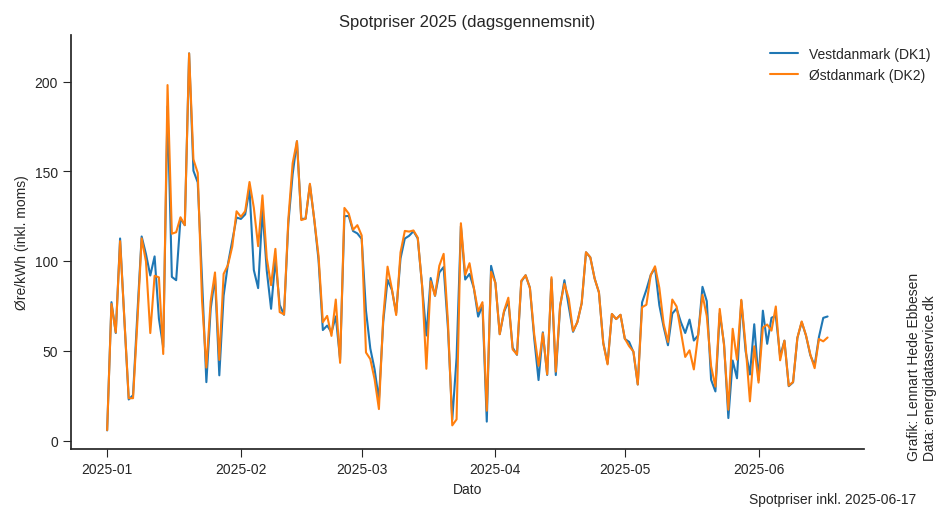 Spotpriser 2025 (dagsgennemsnit)
Vestdanmark (DK1)
Østdanmark (DK2)
Øre/kWh (inkl. moms)
200
150
100
50
0
2025-01
2025-02
2025-03
2025-04
2025-05
2025-06
Dato
Grafik: Lennart Hede Ebbesen
Data: energidataservice.dk
Spotpriser inkl. 2025-06-17